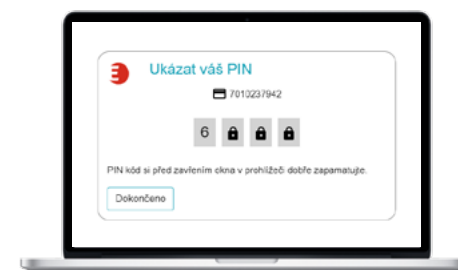 Ukázat váš PIN
7010237942
6
PIN kód si před zavřením okna v prohlížeči dobře zapamatujte.
Dokončeno